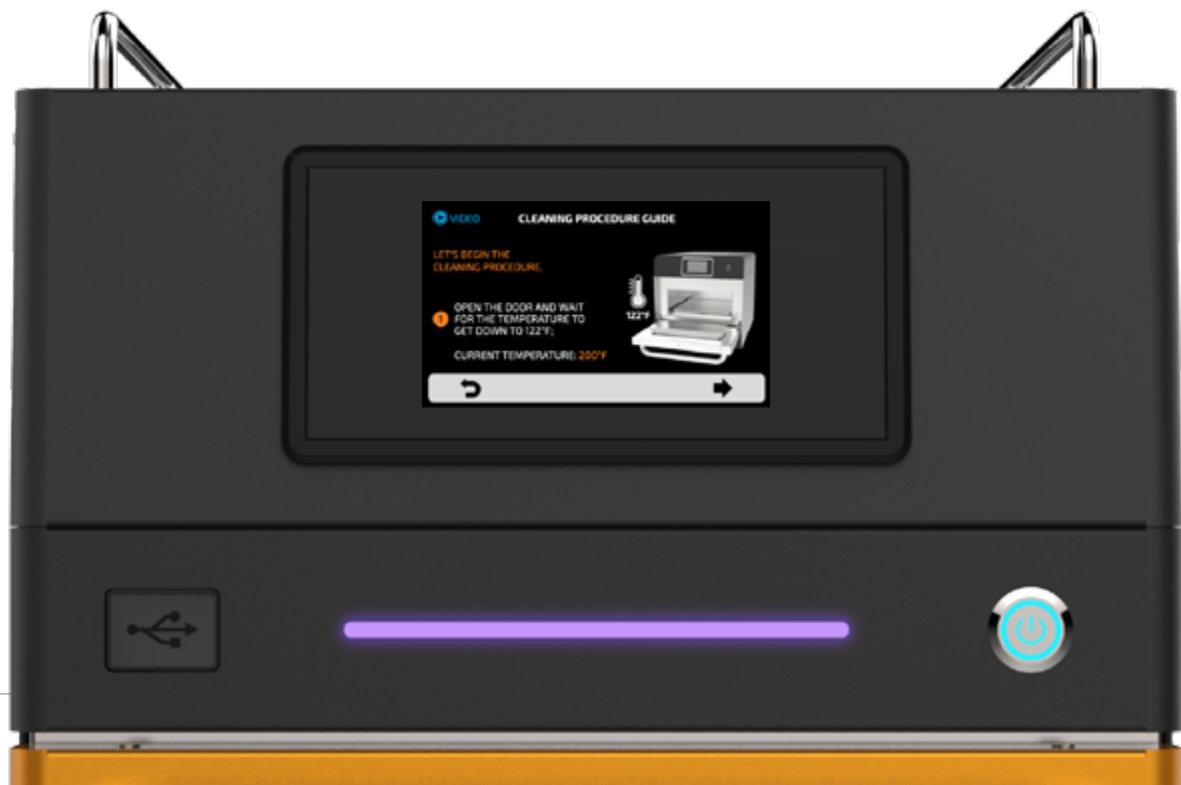 VIDEO
CLEANING PROCEDURE GUIDE
LET'S BEGIN THE
CLEANING PROCEDURE.
1
OPEN THE DOOR AND WAIT
FOR THE TEMPERATURE TO
GET DOWN TO 122°F;
122°F
CURRENT TEMPERATURE: 200°F